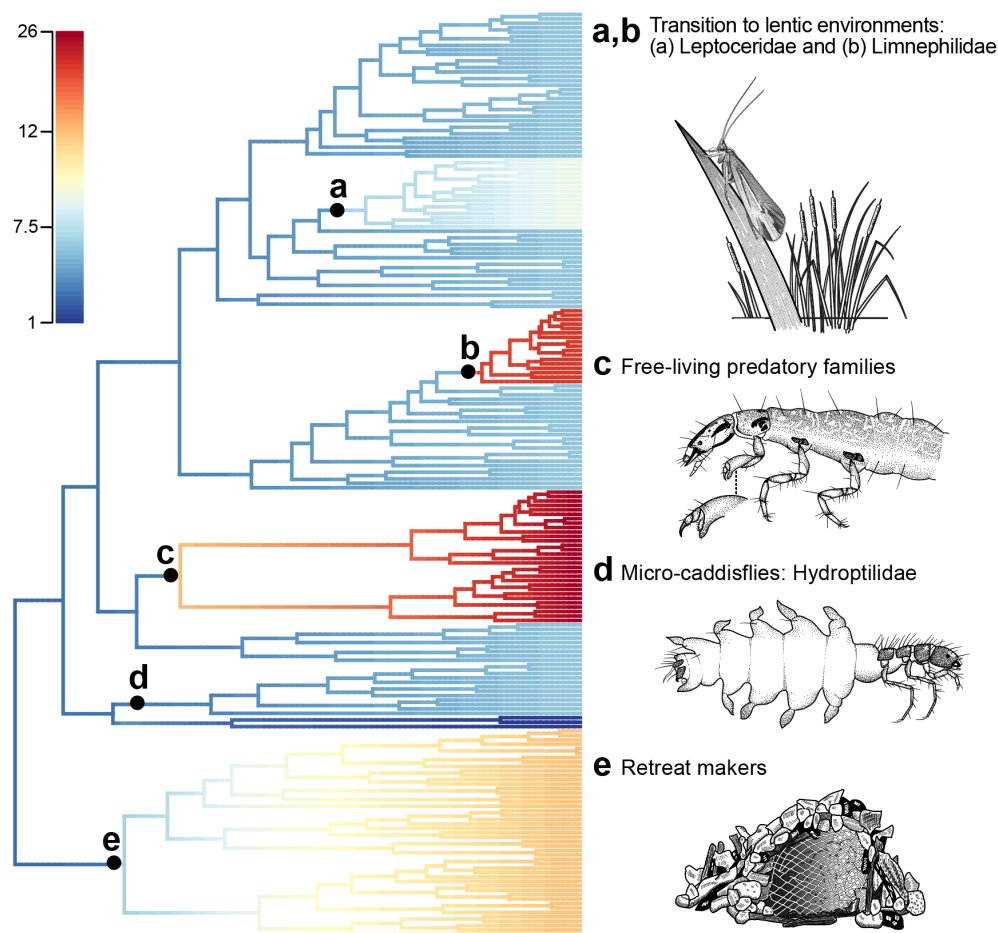 26
12
7.5
1
a
b
c
d
e
a,b Transition to lentic environments:
(a) Leptoceridae and (b) Limnephilidae
c Free-living predatory families
d Micro-caddisflies: Hydroptilidae
e Retreat makers